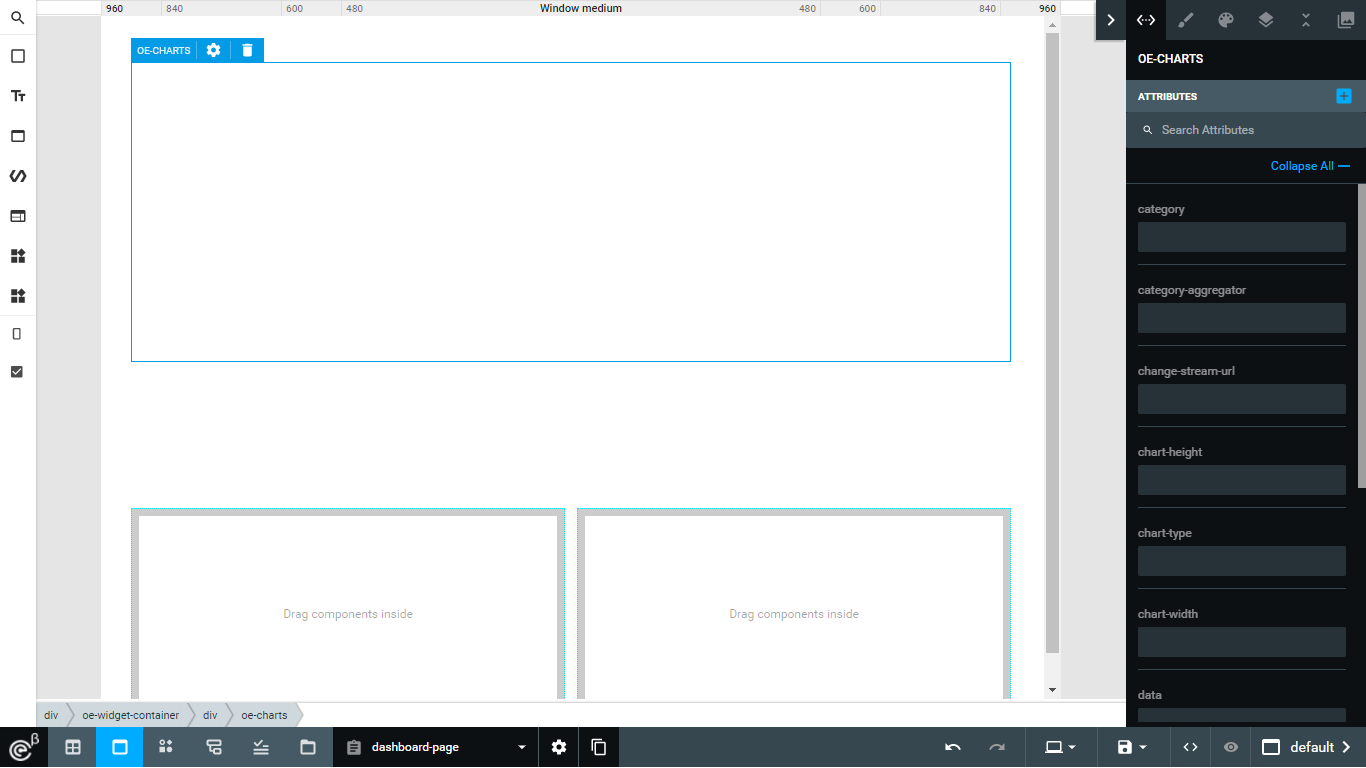 960 840 600 480 Window medium 480 600 840 960
OE-CHARTS
OE-CHARTS
ATTRIBUTES
Search Attributes
Collapse All
category
category-aggregator
change-stream-url
chart-height
chart-type
chart-width
data
Tт
Drag components inside
Drag components inside
div oe-widget-container div oe-charts
β
dashboard-page
default